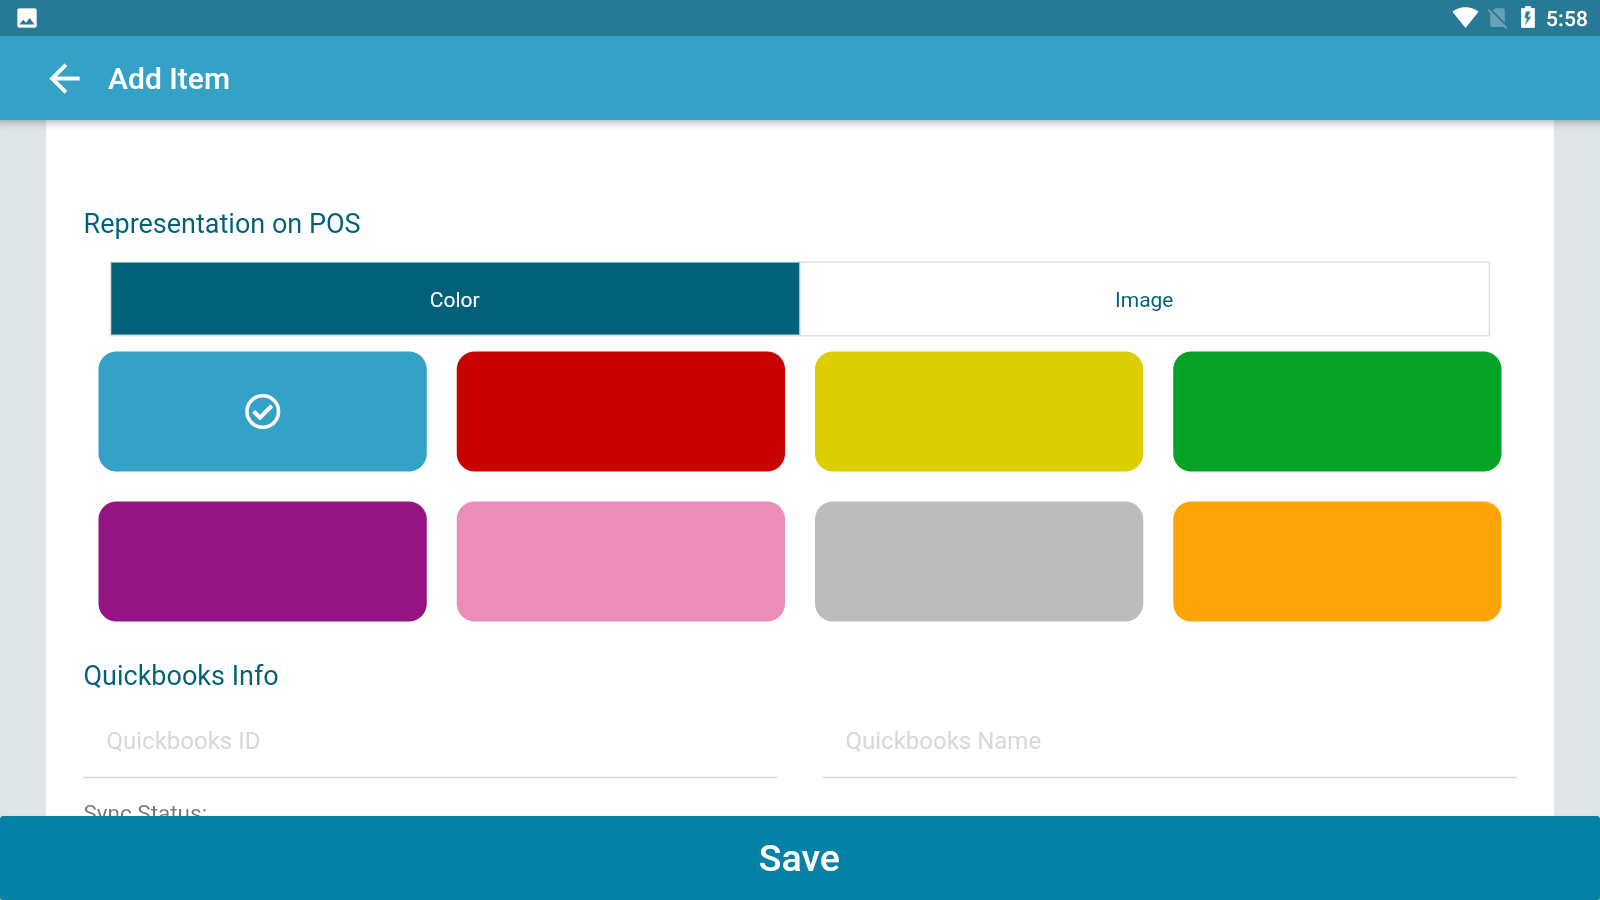 5:58
Add Item
Representation on POS
Color
Image
Quickbooks Info
Quickbooks ID
Quickbooks Name
Sync Status:
Save